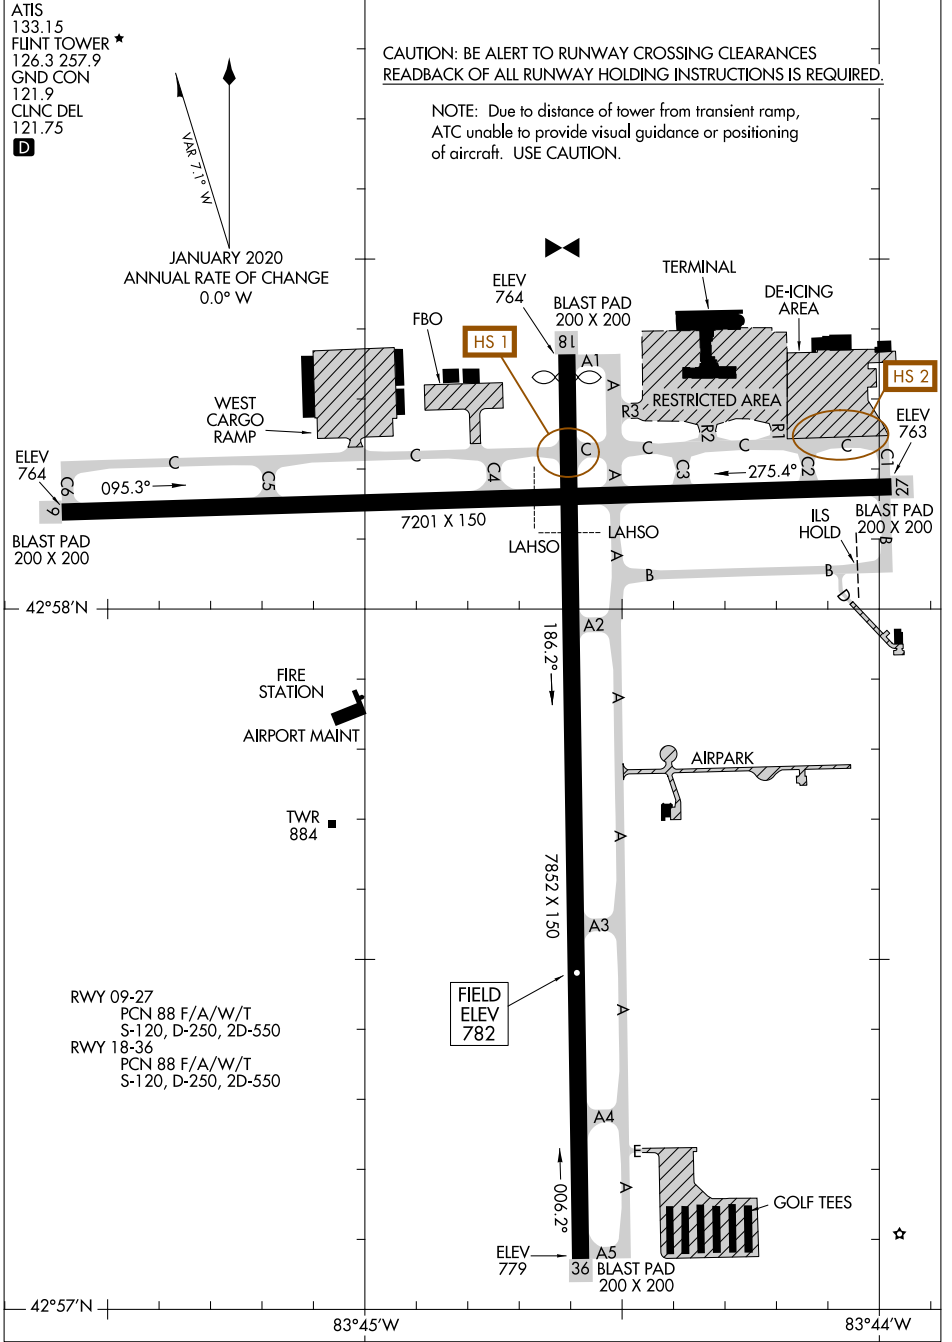 ATIS
133.15
FLINT TOWER ★
126.3 257.9
GND CON
121.9
CLNC DEL
121.75
D
CAUTION: BE ALERT TO RUNWAY CROSSING CLEARANCES
READBACK OF ALL RUNWAY HOLDING INSTRUCTIONS IS REQUIRED.
NOTE: Due to distance of tower from transient ramp,
ATC unable to provide visual guidance or positioning
of aircraft. USE CAUTION.
VAR 7.1° W
JANUARY 2020
ANNUAL RATE OF CHANGE
0.0° W
TERMINAL
ELEV
764
BLAST PAD
200 X 200
DE-ICING
AREA
FBO
HS 1
18
A1
A
HS 2
RESTRICTED AREA
R3
R2
R1
WEST
CARGO
RAMP
ELEV
763
ELEV
764
C
C
C
C
C
C
A
C6
C5
C4
C3
C2
C1
095.3°
275.4°
9
27
7201 X 150
BLAST PAD
200 X 200
BLAST PAD
200 X 200
ILS
HOLD
LAHSO
LAHSO
A
B
B
B
D
42°58'N
A2
186.2°
FIRE
STATION
A
AIRPORT MAINT
AIRPARK
TWR
884
A
7852 X 150
A3
FIELD
ELEV
782
A
RWY 09-27
PCN 88 F/A/W/T
S-120, D-250, 2D-550
RWY 18-36
PCN 88 F/A/W/T
S-120, D-250, 2D-550
A4
E
006.2°
A
GOLF TEES
ELEV
779
A5
36
BLAST PAD
200 X 200
42°57'N
83°45'W
83°44'W